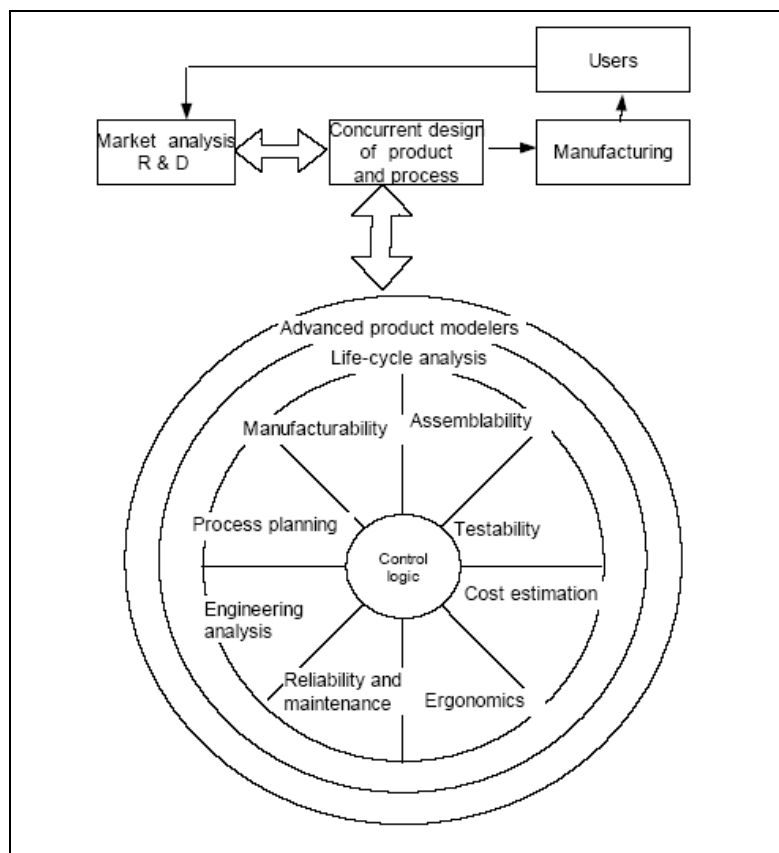 Users
Market analysis
R & D
Concurrent design
of product
and process
Manufacturing
Advanced product modelers
Life-cycle analysis
Manufacturability
Assemblability
Process planning
Testability
Control
logic
Engineering
analysis
Cost estimation
Reliability and
maintenance
Ergonomics